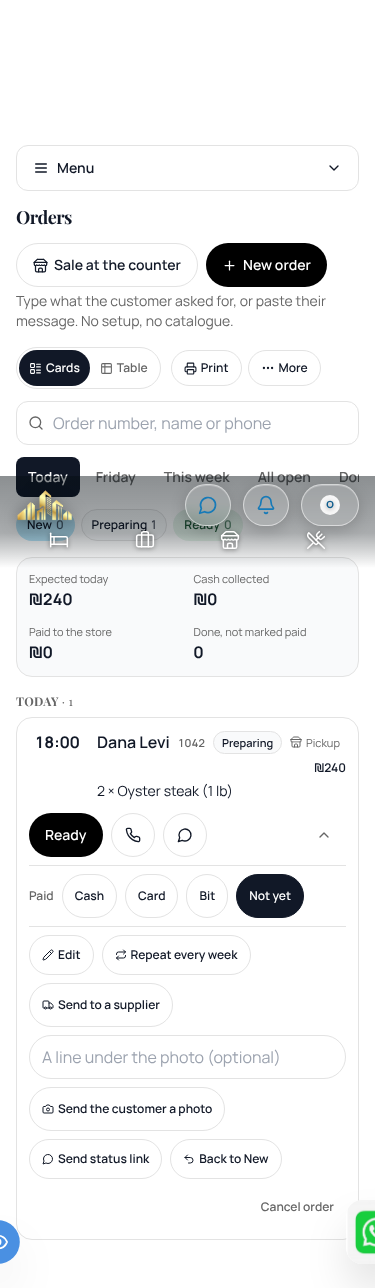 Menu
Orders
Sale at the counter
New order
Type what the customer asked for, or paste their
message. No setup, no catalogue.
Cards
Table
Print
More
Order number, name or phone
Today
Friday
This week
All open
New 0
Preparing 1
Ready 0
O
Expected today
Cash collected
₪240
₪0
Paid to the store
Done, not marked paid
₪0
0
TODAY · 1
18:00
Dana Levi
1042
Preparing
Pickup
₪240
2 × Oyster steak (1 lb)
Ready
Paid
Cash
Card
Bit
Not yet
Edit
Repeat every week
Send to a supplier
A line under the photo (optional)
Send the customer a photo
Send status link
Back to New
Cancel order